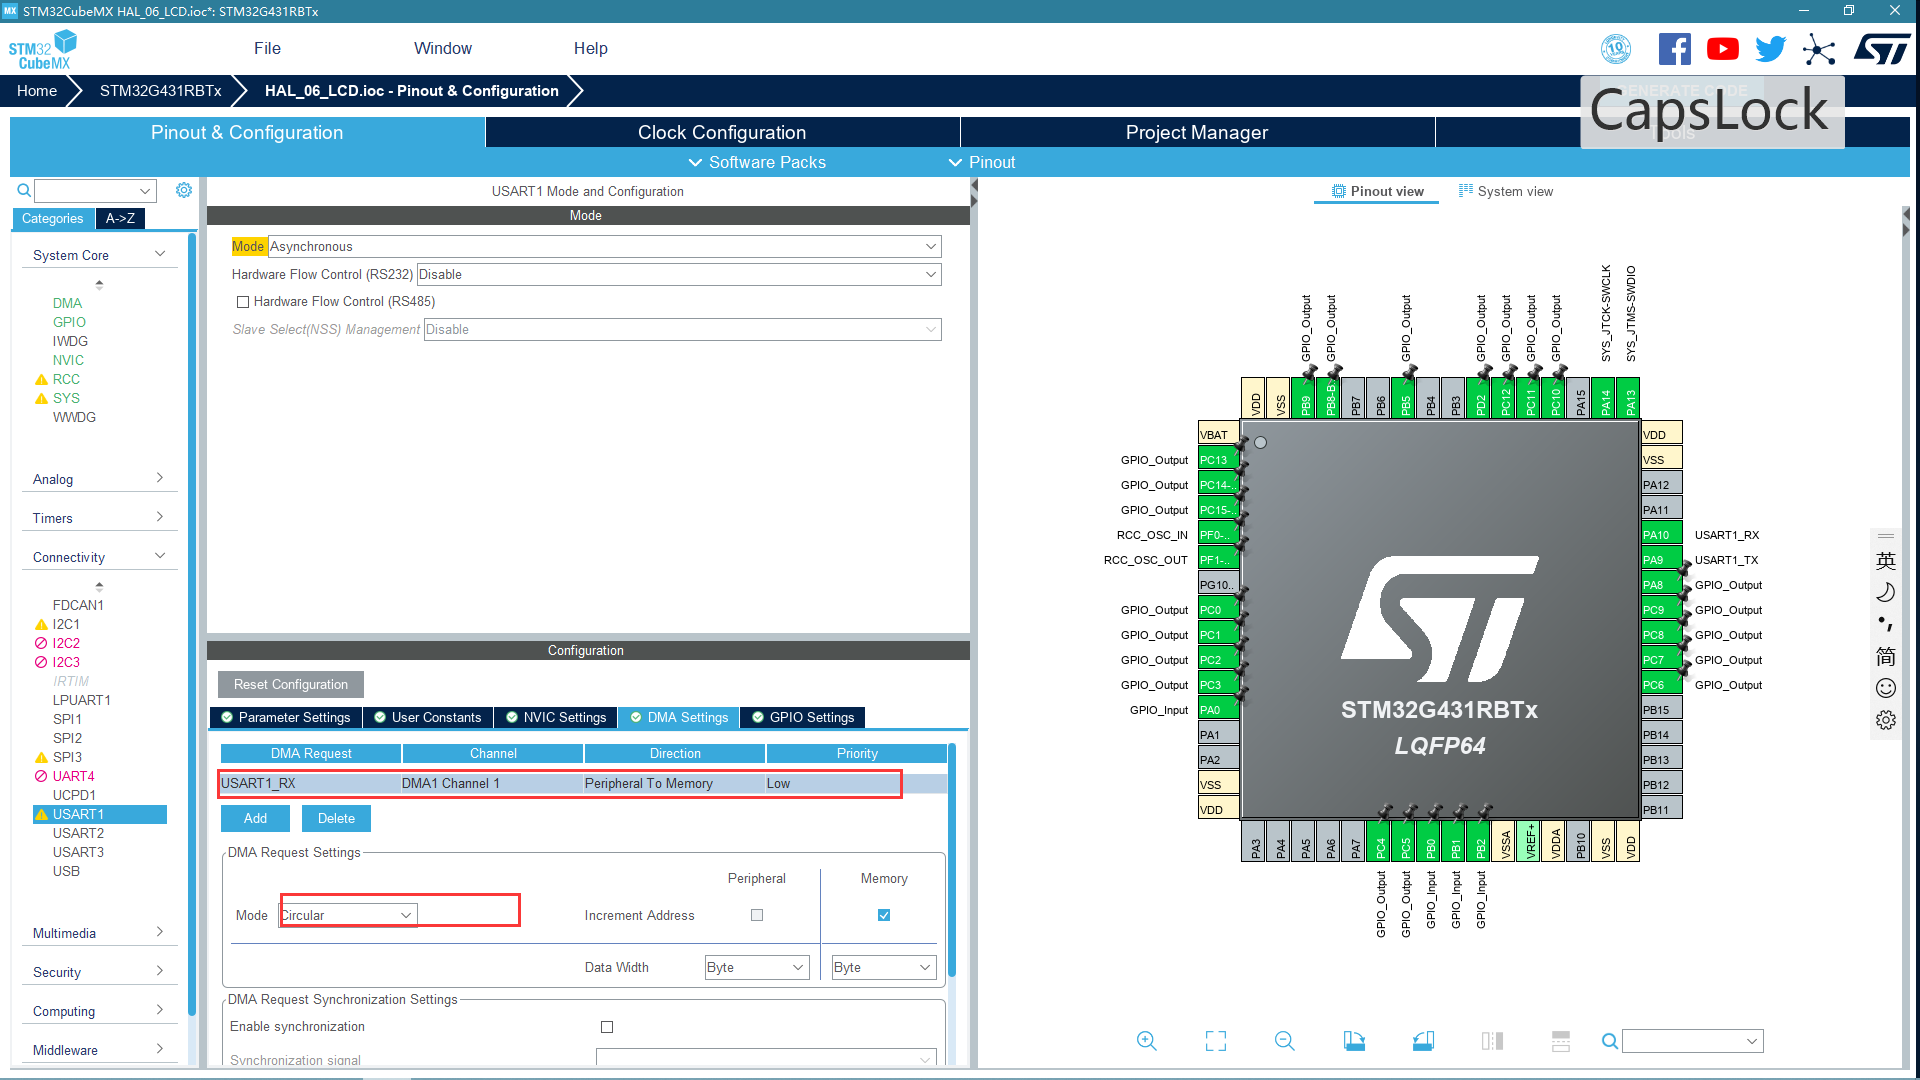 STM32CubeMX HAL_06_LCD.ioc*: STM32G431RBTx
STM32 CubeMX
File Window Help
Home STM32G431RBTx HAL_06_LCD.ioc - Pinout & Configuration GENERATE CODE
CapsLock
Pinout & Configuration Clock Configuration Project Manager Tools
Software Packs Pinout
Categories A->Z
System Core
DMA
GPIO
IWDG
NVIC
RCC
SYS
WWDG
Analog
Timers
Connectivity
FDCAN1
I2C1
I2C2
I2C3
IRTIM
LPUART1
SPI1
SPI2
SPI3
UART4
UCPD1
USART1
USART2
USART3
USB
Multimedia
Security
Computing
Middleware
USART1 Mode and Configuration
Mode
Mode Asynchronous
Hardware Flow Control (RS232) Disable
Hardware Flow Control (RS485)
Slave Select(NSS) Management Disable
Configuration
Reset Configuration
Parameter Settings User Constants NVIC Settings DMA Settings GPIO Settings
DMA Request Channel Direction Priority
USART1_RX DMA1 Channel 1 Peripheral To Memory Low
Add Delete
DMA Request Settings
Peripheral Memory
Mode Circular Increment Address
Data Width Byte Byte
DMA Request Synchronization Settings
Enable synchronization
Synchronization signal
Pinout view System view
GPIO_Output GPIO_Output GPIO_Output GPIO_Output GPIO_Output GPIO_Output GPIO_Output SYS_JTCK-SWCLK SYS_JTMS-SWDIO
VDD VSS PB9 PB8-B PB7 PB6 PB5 PB4 PB3 PD2 PC12 PC11 PC10 PA15 PA14 PA13
VBAT VDD
GPIO_Output PC13 VSS
GPIO_Output PC14-.. PA12
GPIO_Output PC15-.. PA11
RCC_OSC_IN PF0-.. PA10 USART1_RX
RCC_OSC_OUT PF1-.. PA9 USART1_TX
PG10.. PA8 GPIO_Output
GPIO_Output PC0 PC9 GPIO_Output
GPIO_Output PC1 PC8 GPIO_Output
GPIO_Output PC2 PC7 GPIO_Output
GPIO_Output PC3 PC6 GPIO_Output
GPIO_Input PA0 PB15
PA1 PB14
PA2 PB13
VSS PB12
VDD PB11
STM32G431RBTx
LQFP64
PA3 PA4 PA5 PA6 PA7 PC4 PC5 PB0 PB1 PB2 VSSA VREF+ VDDA PB10 VSS VDD
GPIO_Output GPIO_Output GPIO_Input GPIO_Input GPIO_Input
英
简